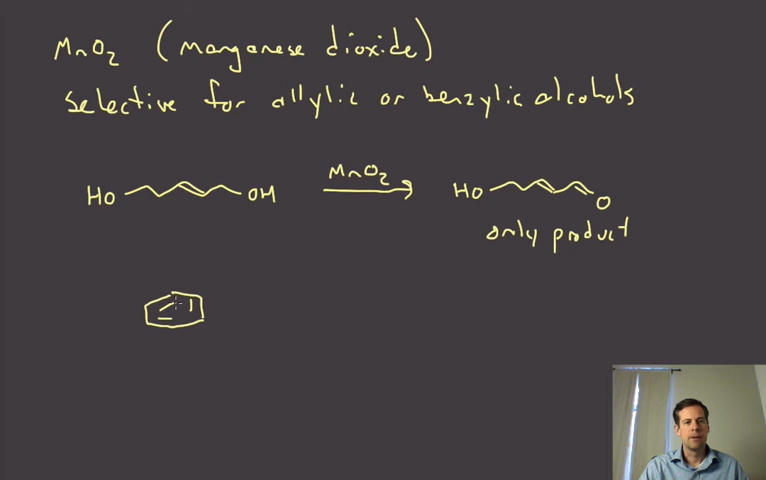 MnO2 (manganese dioxide)
selective for allylic or benzylic alcohols
HO OH MnO2 HO O
only product